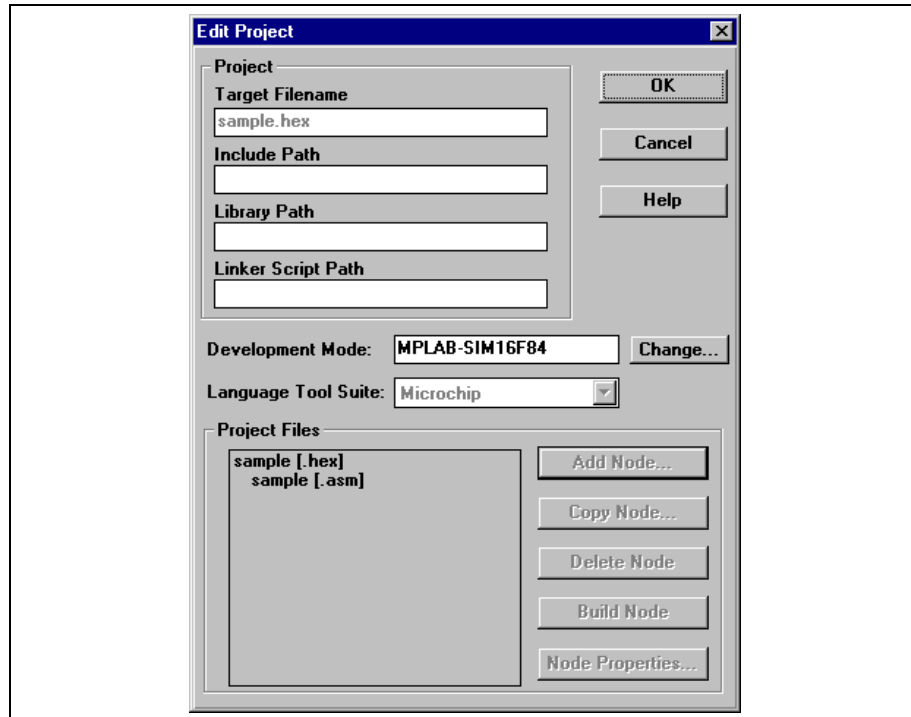 Edit Project
Project
Target Filename
sample.hex
Include Path
Library Path
Linker Script Path
OK
Cancel
Help
Development Mode: MPLAB-SIM16F84 Change...
Language Tool Suite: Microchip
Project Files
sample [.hex]
sample [.asm]
Add Node...
Copy Node...
Delete Node
Build Node
Node Properties...